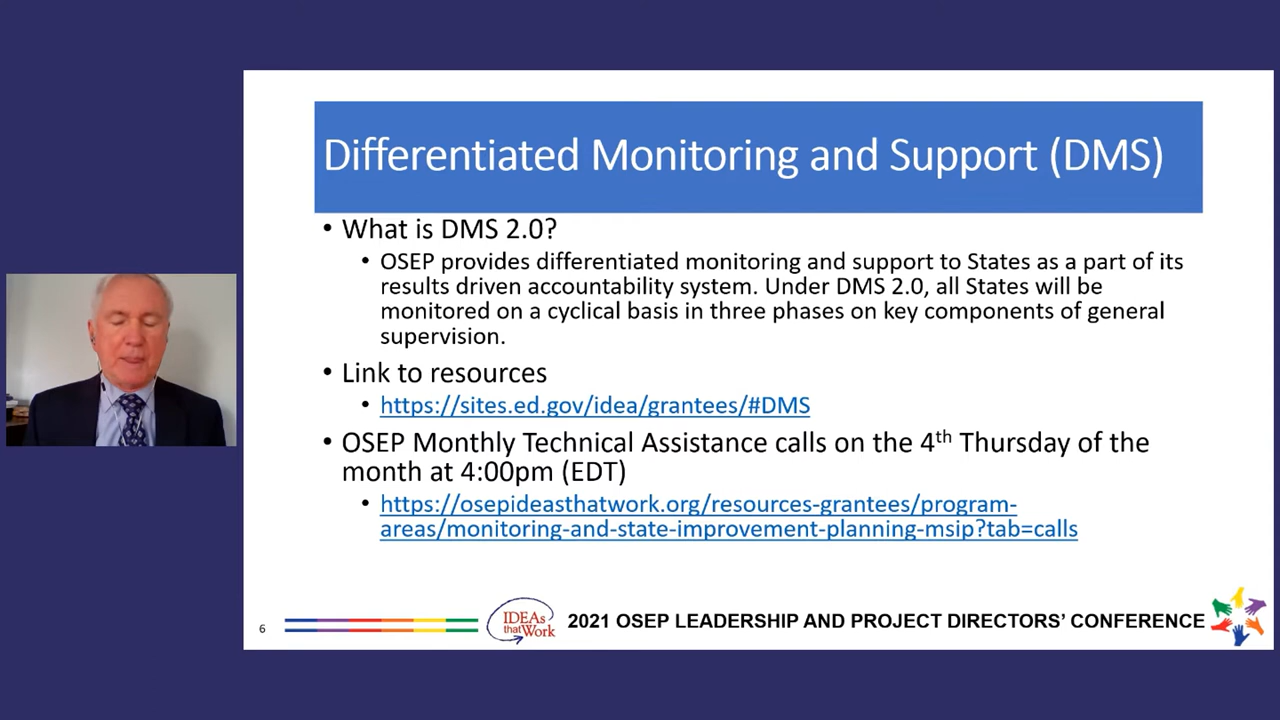 Differentiated Monitoring and Support (DMS)
• What is DMS 2.0?
• OSEP provides differentiated monitoring and support to States as a part of its
results driven accountability system. Under DMS 2.0, all States will be
monitored on a cyclical basis in three phases on key components of general
supervision.
• Link to resources
• https://sites.ed.gov/idea/grantees/#DMS
• OSEP Monthly Technical Assistance calls on the 4th Thursday of the
month at 4:00pm (EDT)
• https://osepideasthatwork.org/resources-grantees/program-
areas/monitoring-and-state-improvement-planning-msip?tab=calls
6
IDEAs
that Work
2021 OSEP LEADERSHIP AND PROJECT DIRECTORS’ CONFERENCE